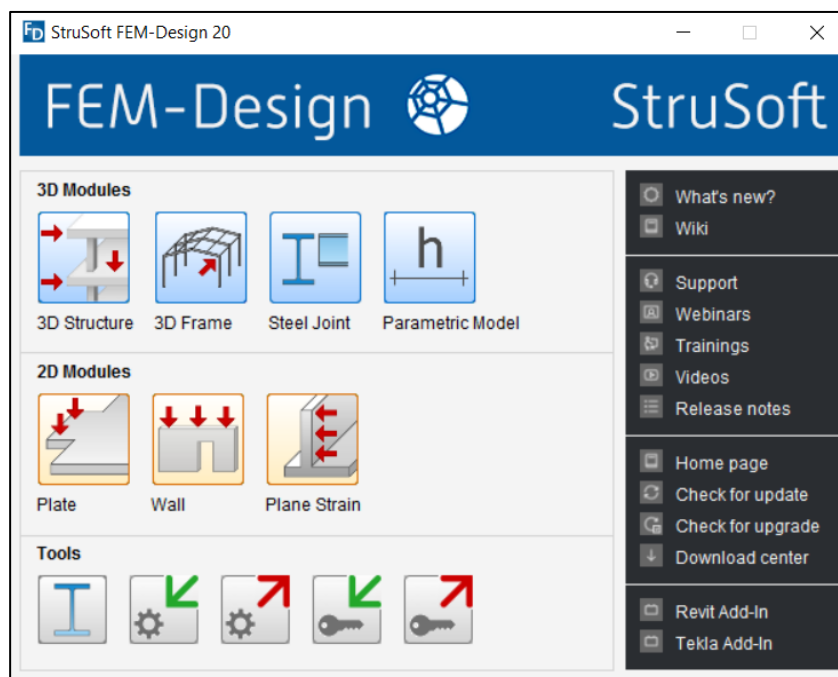 FD StruSoft FEM-Design 20
FEM-Design StruSoft
3D Modules
h
3D Structure 3D Frame Steel Joint Parametric Model
2D Modules
Plate Wall Plane Strain
Tools
What's new?
Wiki
Support
Webinars
Trainings
Videos
Release notes
Home page
Check for update
Check for upgrade
Download center
Revit Add-In
Tekla Add-In